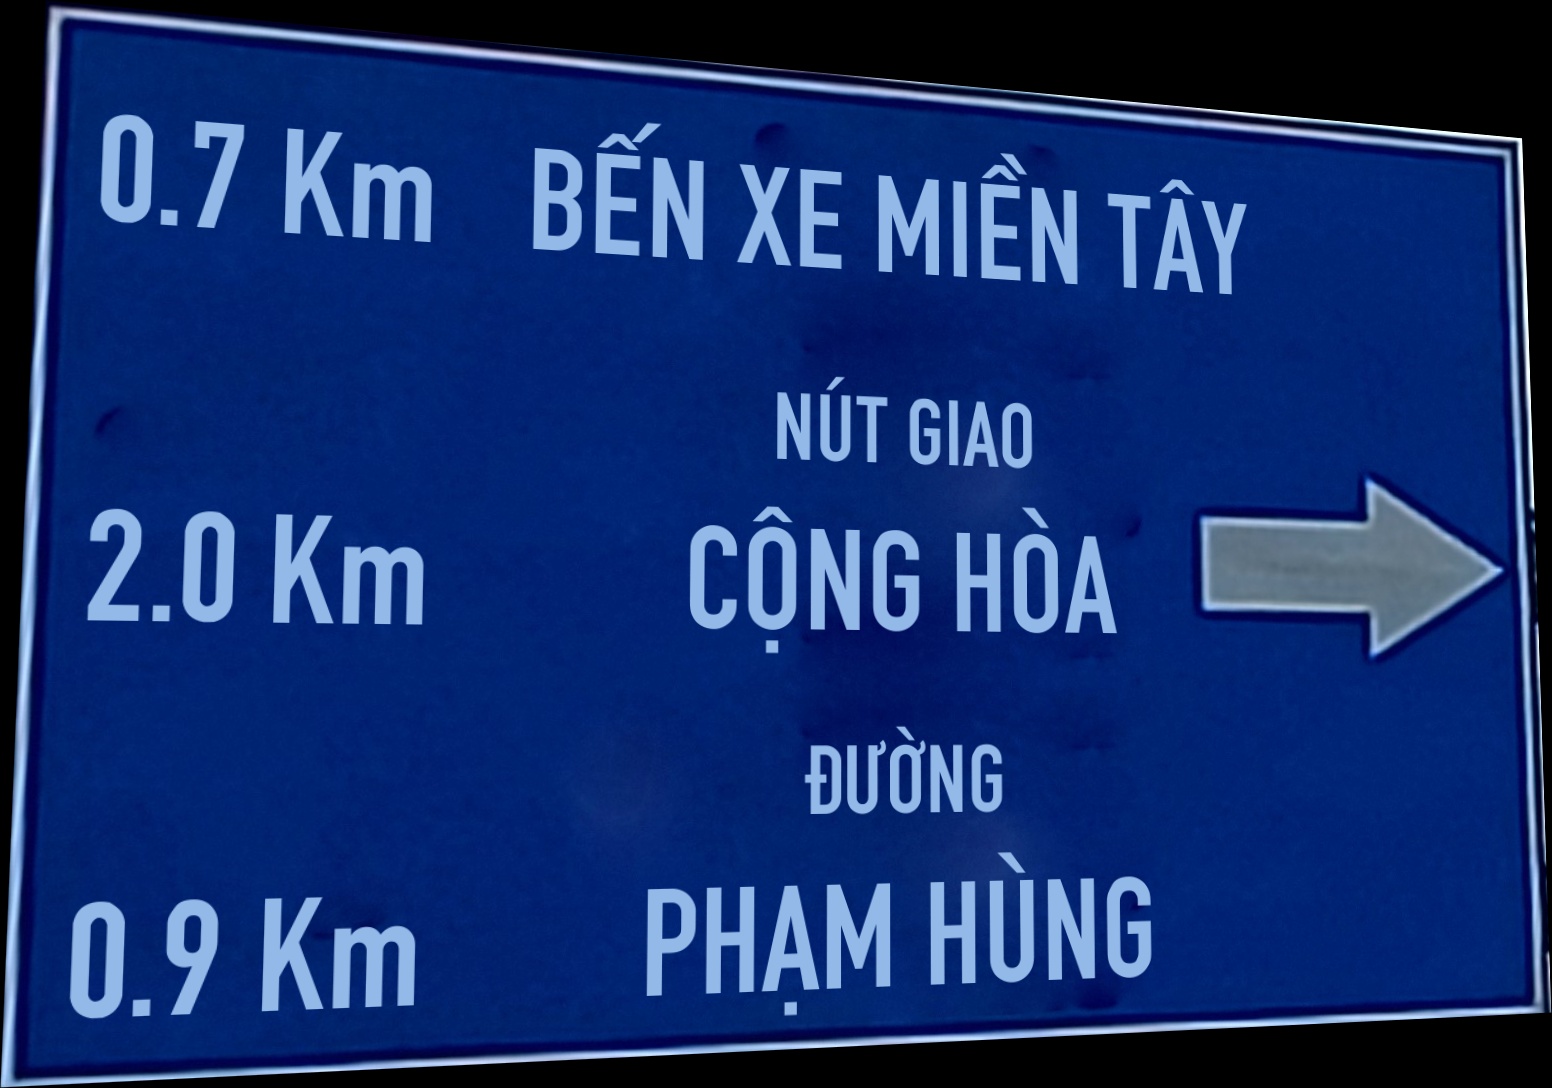 0.7 Km BẾN XE MIỀN TÂY
NÚT GIAO
2.0 Km CỘNG HÒA
ĐƯỜNG
0.9 Km PHẠM HÙNG